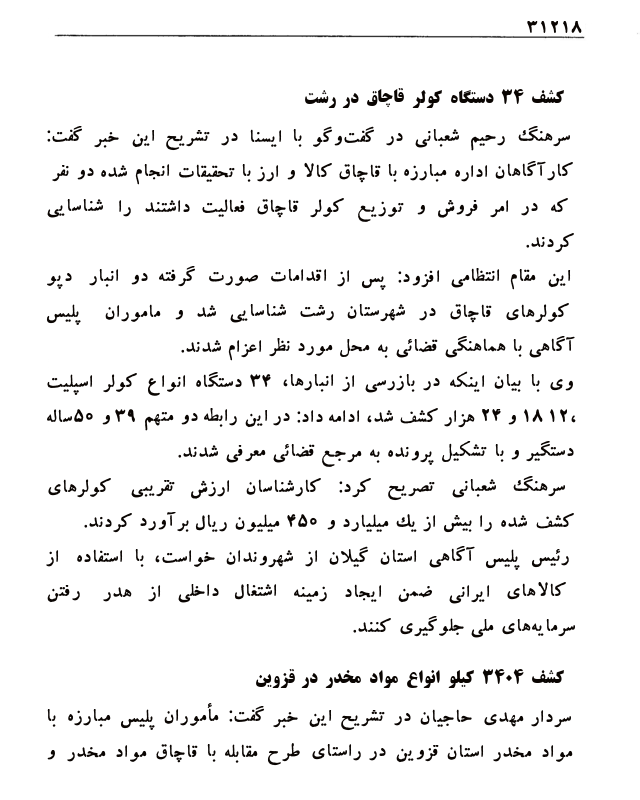 ۳۱۲۱۸
کشف ۳۴ دستگاه کولر قاچاق در رشت
سرهنگ رحیم شعبانی در گفت‌وگو با ایسنا در تشریح این خبر گفت:
کارآگاهان اداره مبارزه با قاچاق کالا و ارز با تحقیقات انجام شده دو نفر
که در امر فروش و توزیع کولر قاچاق فعالیت داشتند را شناسایی
کردند.
این مقام انتظامی افزود: پس از اقدامات صورت گرفته دو انبار دپو
کولرهای قاچاق در شهرستان رشت شناسایی شد و ماموران پلیس
آگاهی با هماهنگی قضائی به محل مورد نظر اعزام شدند.
وی با بیان اینکه در بازرسی از انبارها، ۳۴ دستگاه انواع کولر اسپلیت
،۱۲ ۱۸ و ۲۴ هزار کشف شد، ادامه داد: در این رابطه دو متهم ۳۹ و ۵۰ساله
دستگیر و با تشکیل پرونده به مرجع قضائی معرفی شدند.
سرهنگ شعبانی تصریح کرد: کارشناسان ارزش تقریبی کولرهای
کشف شده را بیش از یك میلیارد و ۴۵۰ میلیون ریال برآورد کردند.
رئیس پلیس آگاهی استان گیلان از شهروندان خواست، با استفاده از
کالاهای ایرانی ضمن ایجاد زمینه اشتغال داخلی از هدر رفتن
سرمایه‌های ملی جلوگیری کنند.
کشف ۳۴۰۴ کیلو انواع مواد مخدر در قزوین
سردار مهدی حاجیان در تشریح این خبر گفت: مأموران پلیس مبارزه با
مواد مخدر استان قزوین در راستای طرح مقابله با قاچاق مواد مخدر و